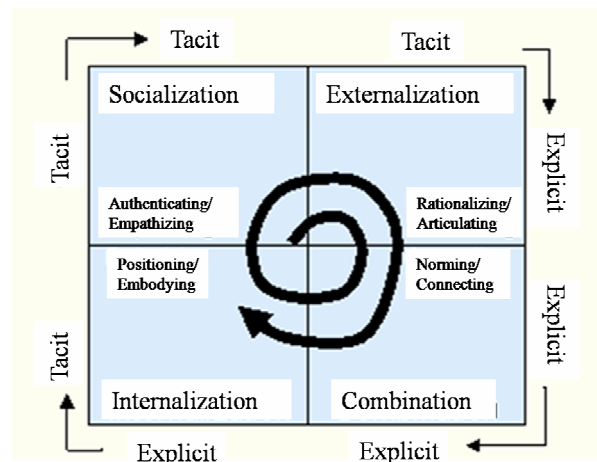 Tacit
Tacit
Socialization
Externalization
Tacit
Explicit
Authenticating/
Empathizing
Rationalizing/
Articulating
Positioning/
Embodying
Norming/
Connecting
Tacit
Explicit
Internalization
Combination
Explicit
Explicit